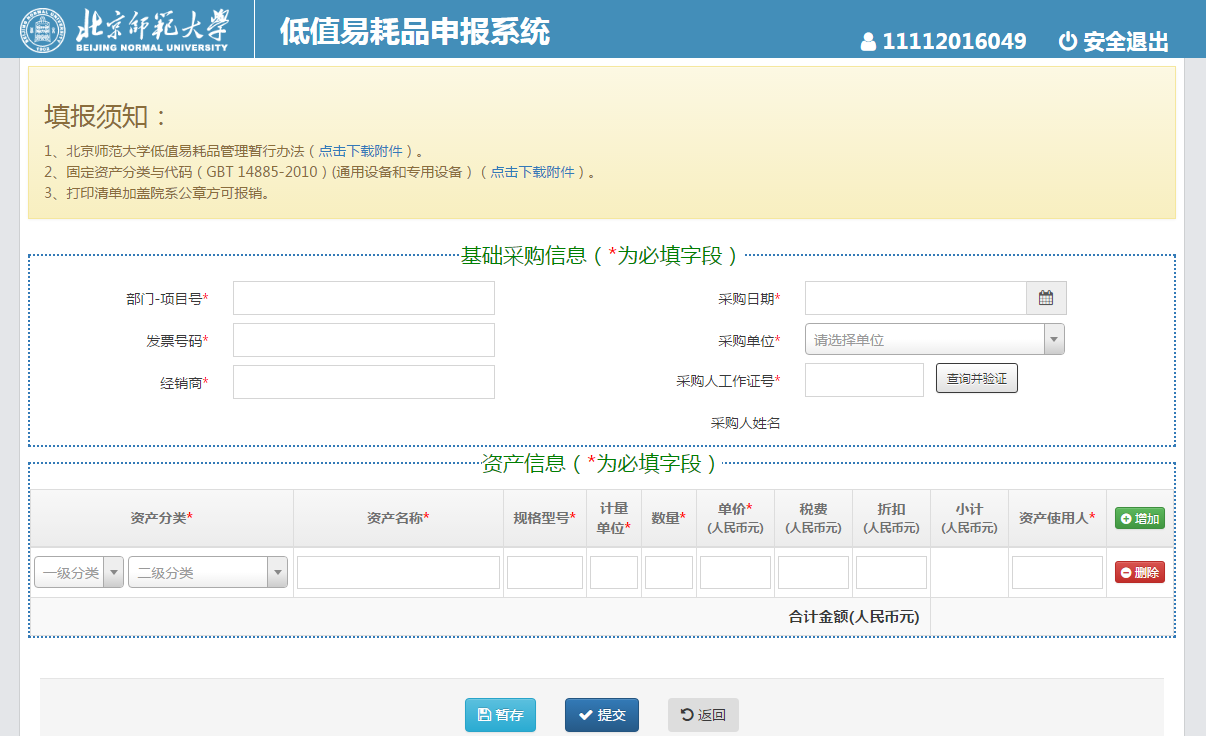 北京师范大学
BEIJING NORMAL UNIVERSITY
低值易耗品申报系统
11112016049 安全退出
填报须知：
1、北京师范大学低值易耗品管理暂行办法（点击下载附件）。
2、固定资产分类与代码（GBT 14885-2010）(通用设备和专用设备）（点击下载附件）。
3、打印清单加盖院系公章方可报销。
基础采购信息（*为必填字段）
部门-项目号* 采购日期*
发票号码* 采购单位* 请选择单位
经销商* 采购人工作证号* 查询并验证
采购人姓名
资产信息（*为必填字段）
资产分类* 资产名称* 规格型号* 计量单位* 数量* 单价*(人民币元) 税费(人民币元) 折扣(人民币元) 小计(人民币元) 资产使用人* 增加
一级分类 二级分类 删除
合计金额(人民币元)
暂存 提交 返回